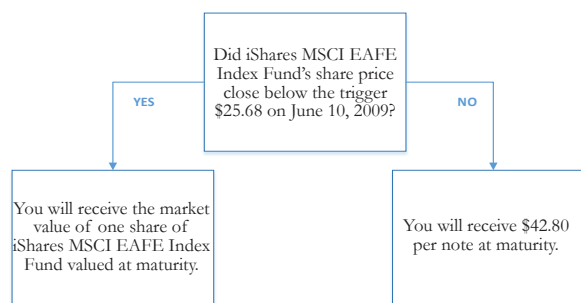 Did iShares MSCI EAFE
Index Fund's share price
close below the trigger
$25.68 on June 10, 2009?
YES
NO
You will receive the market
value of one share of
iShares MSCI EAFE Index
Fund valued at maturity.
You will receive $42.80
per note at maturity.